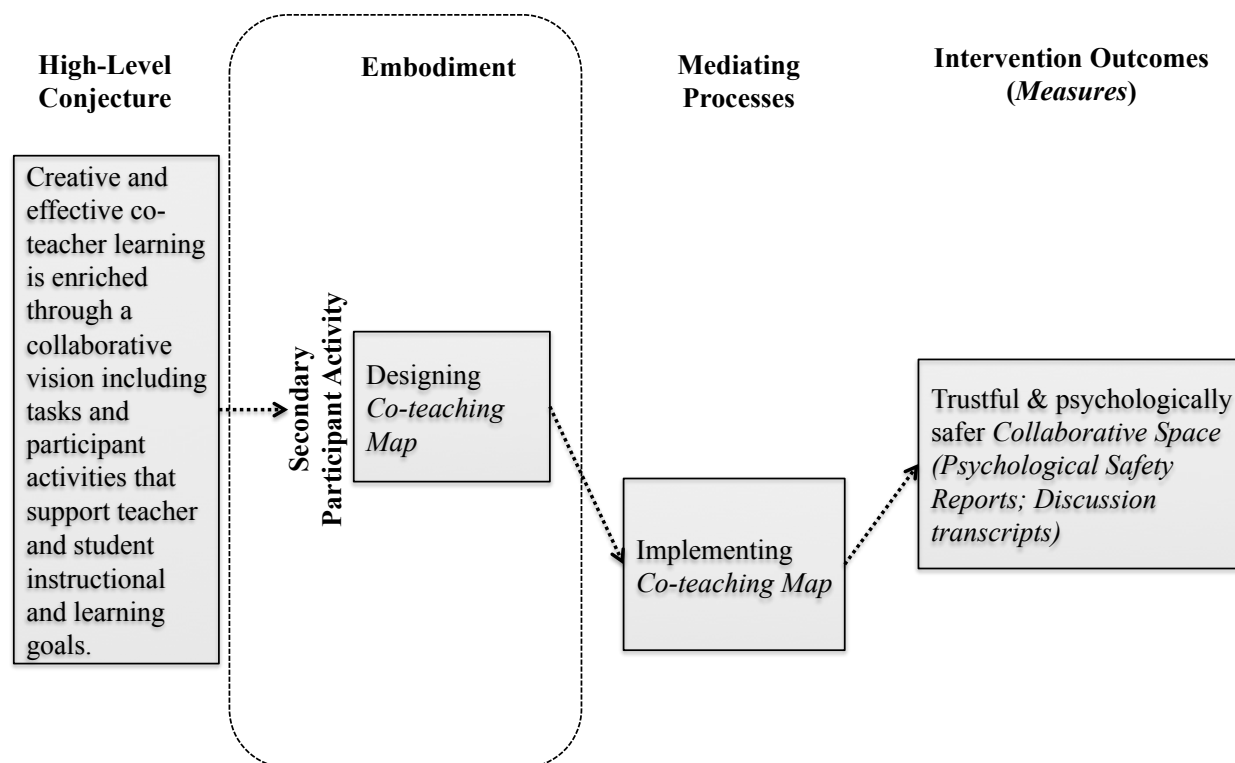 High-Level
Conjecture
Embodiment
Mediating
Processes
Intervention Outcomes
(Measures)
Creative and
effective co-
teacher learning
is enriched
through a
collaborative
vision including
tasks and
participant
activities that
support teacher
and student
instructional
and learning
goals.
Secondary
Participant Activity
Designing
Co-teaching
Map
Implementing
Co-teaching Map
Trustful & psychologically
safer Collaborative Space
(Psychological Safety
Reports; Discussion
transcripts)